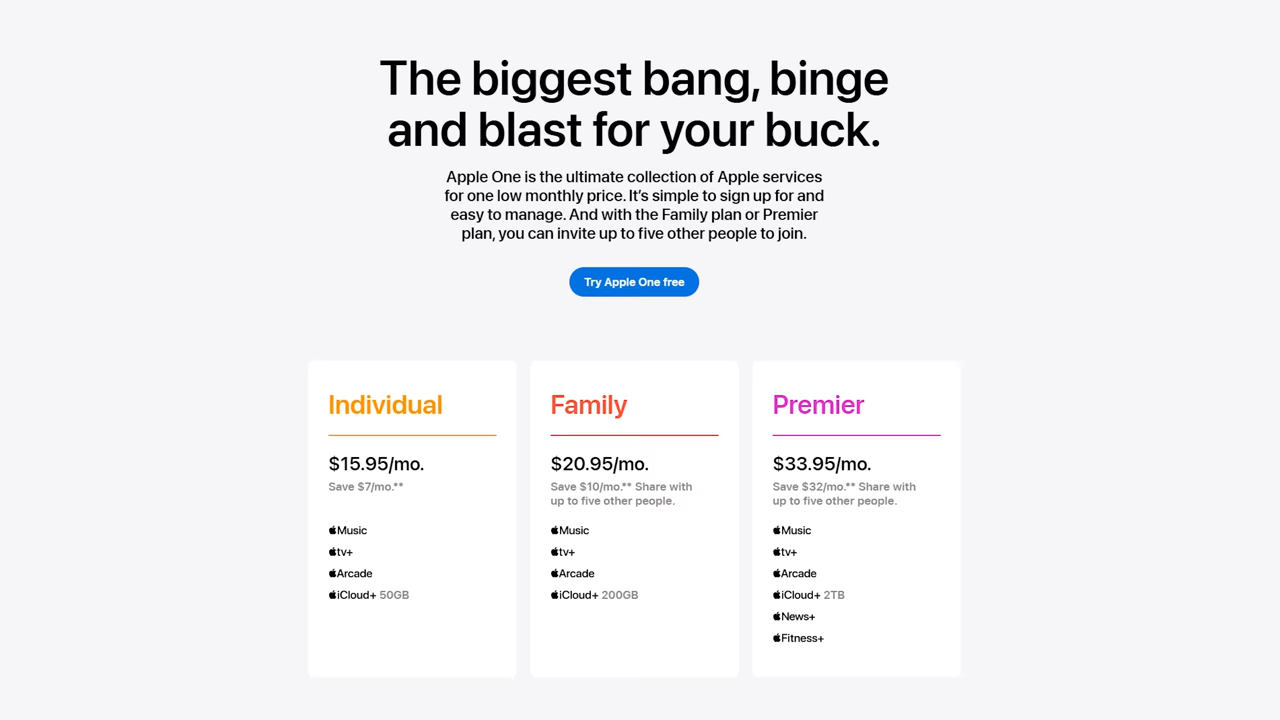 The biggest bang, binge
and blast for your buck.
Apple One is the ultimate collection of Apple services
for one low monthly price. It's simple to sign up for and
easy to manage. And with the Family plan or Premier
plan, you can invite up to five other people to join.
Try Apple One free
Individual
$15.95/mo.
Save $7/mo.**
Music
tv+
Arcade
iCloud+ 50GB
Family
$20.95/mo.
Save $10/mo.** Share with
up to five other people.
Music
tv+
Arcade
iCloud+ 200GB
Premier
$33.95/mo.
Save $32/mo.** Share with
up to five other people.
Music
tv+
Arcade
iCloud+ 2TB
News+
Fitness+